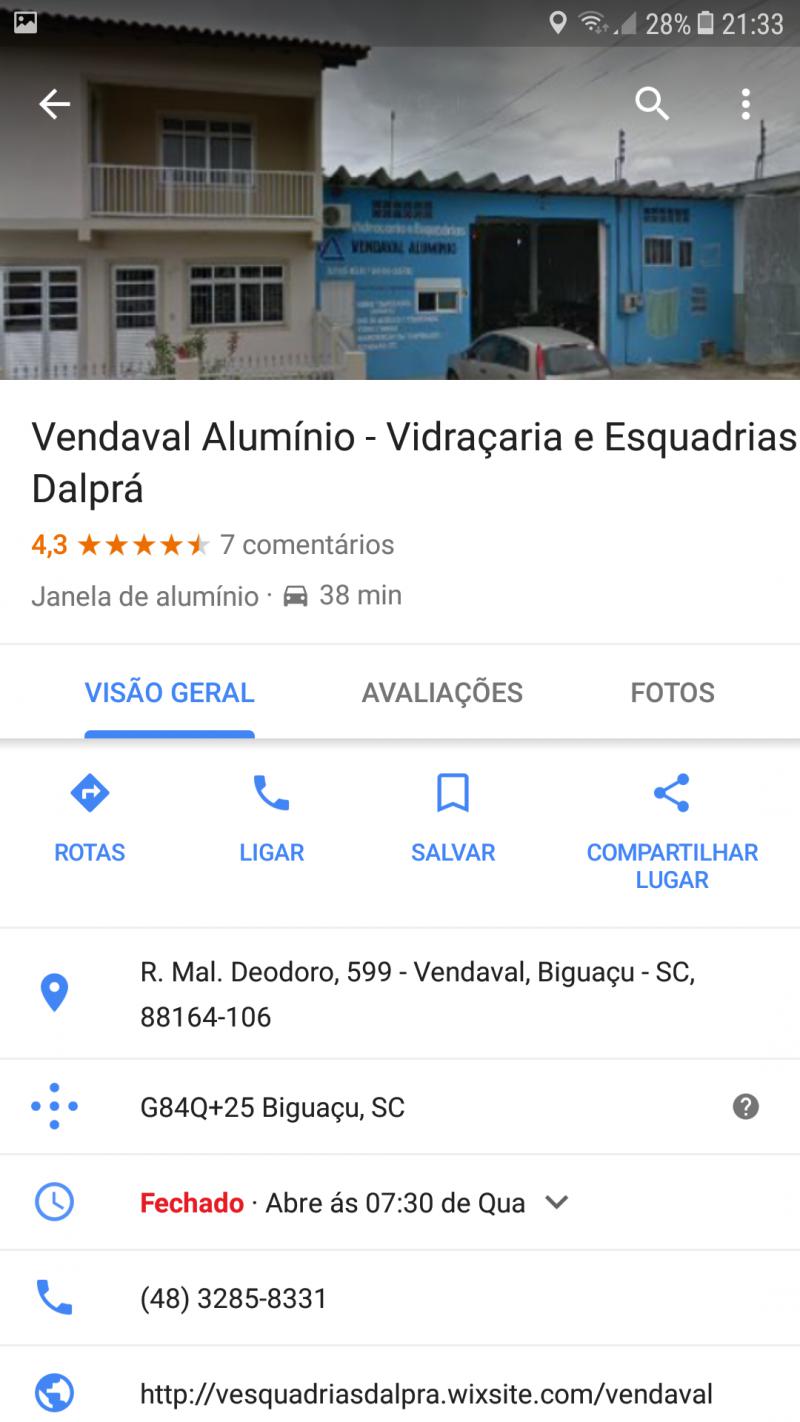 28% 21:33
Vidraçaria e Esquadrias
VENDAVAL ALUMINIO
Vendaval Alumínio - Vidraçaria e Esquadrias
Dalprá
4,3 7 comentários
Janela de alumínio · 38 min
VISÃO GERAL AVALIAÇÕES FOTOS
ROTAS LIGAR SALVAR COMPARTILHAR
LUGAR
R. Mal. Deodoro, 599 - Vendaval, Biguaçu - SC,
88164-106
G84Q+25 Biguaçu, SC
Fechado · Abre ás 07:30 de Qua
(48) 3285-8331
http://vesquadriasdalpra.wixsite.com/vendaval